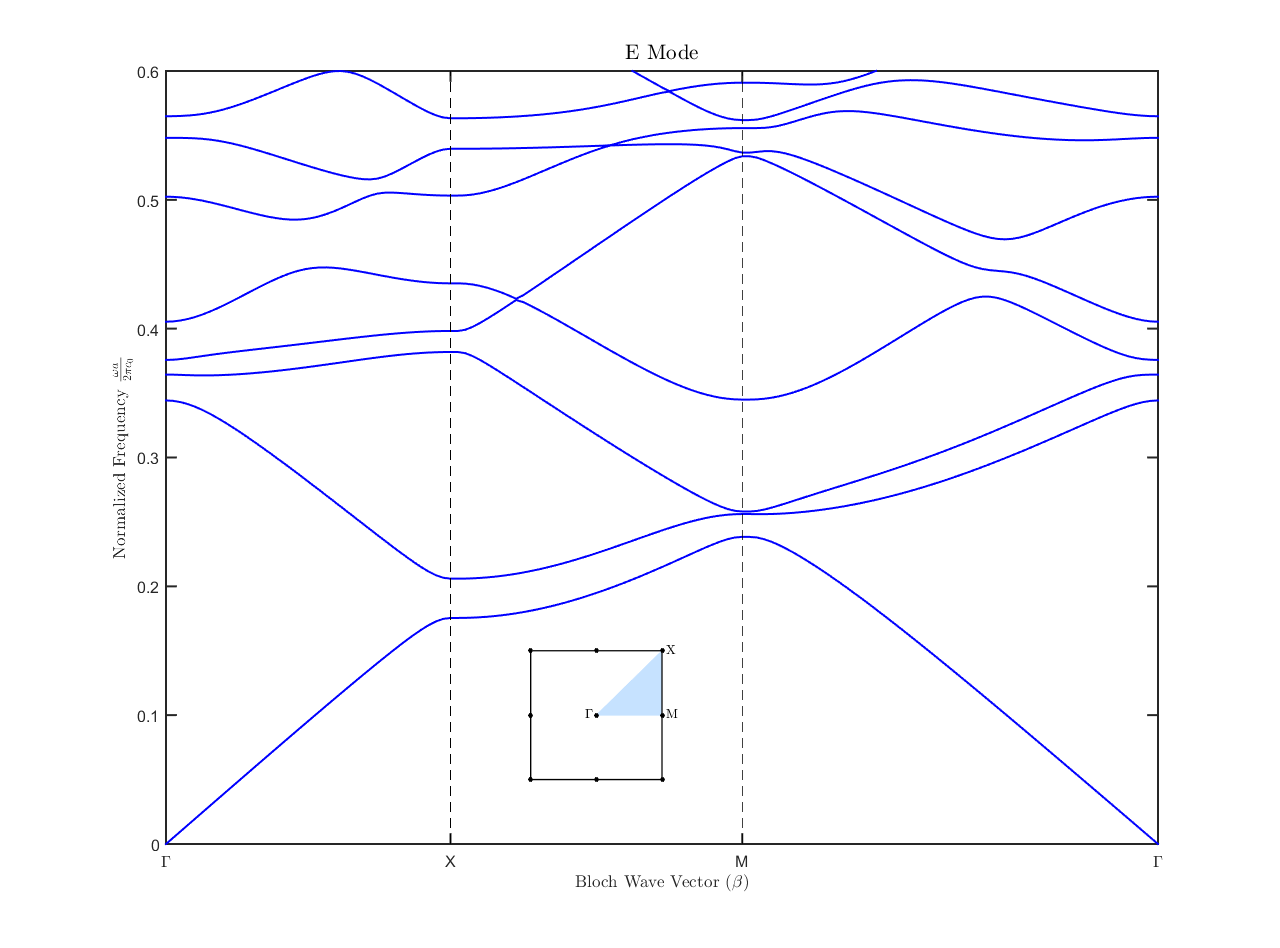 E Mode
0.6
0.5
0.4
0.3
0.2
0.1
0
Normalized Frequency ωa/2πc₀
X
Γ
M
Γ
X
M
Γ
Bloch Wave Vector (β)